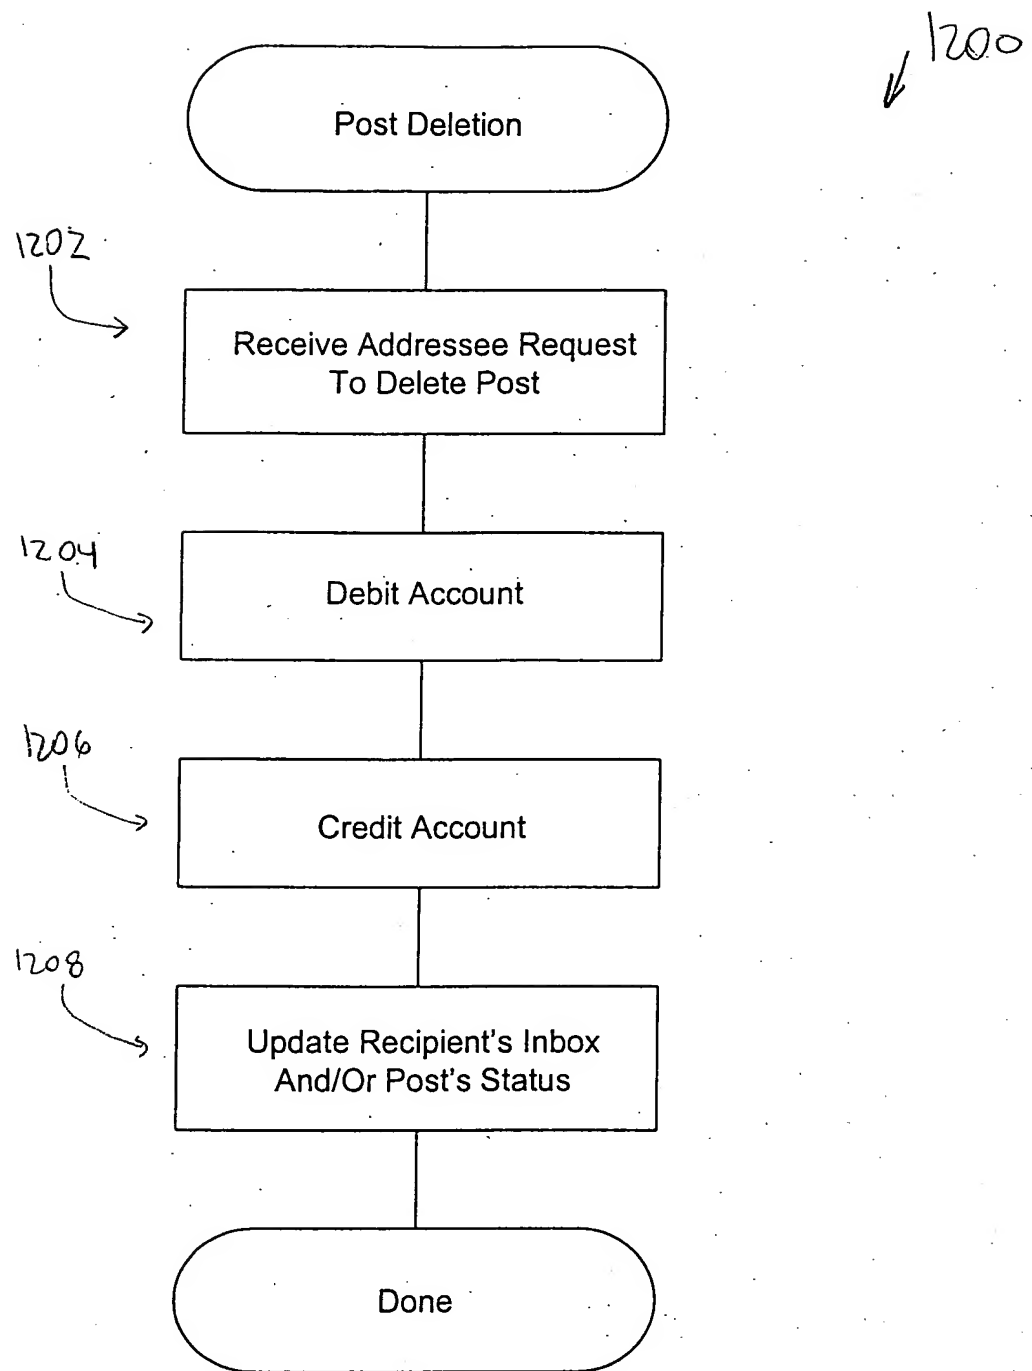 1200
Post Deletion
1202
Receive Addressee Request
To Delete Post
1204
Debit Account
1206
Credit Account
1208
Update Recipient's Inbox
And/Or Post's Status
Done